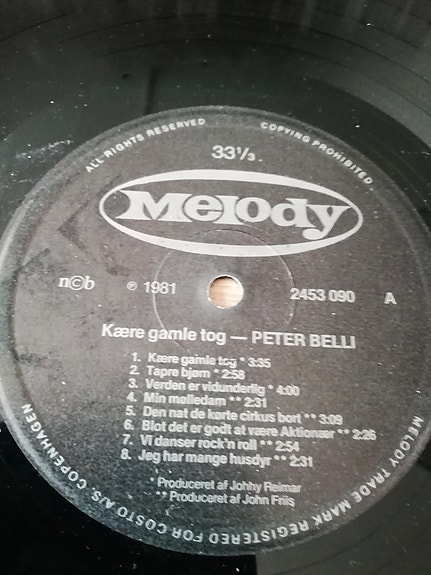 ALL RIGHTS RESERVED. COPYING PROHIBITED.
33⅓.
Melody
n©b ℗ 1981 2453 090 A
Kære gamle tog — PETER BELLI
1. Kære gamle tog * 3:35
2. Tapre bjørn * 2:58
3. Verden er vidunderlig * 4:00
4. Min mølledam ** 2:31
5. Den nat de kørte cirkus bort ** 3:09
6. Blot det er godt at være Aktionær ** 2:26
7. Vi danser rock'n roll ** 2:54
8. Jeg har mange husdyr ** 2:31
* Produceret af Johhy Reimar
** Produceret af John Friis
MELODY TRADE MARK REGISTERED FOR COSTO A/S COPENHAGEN